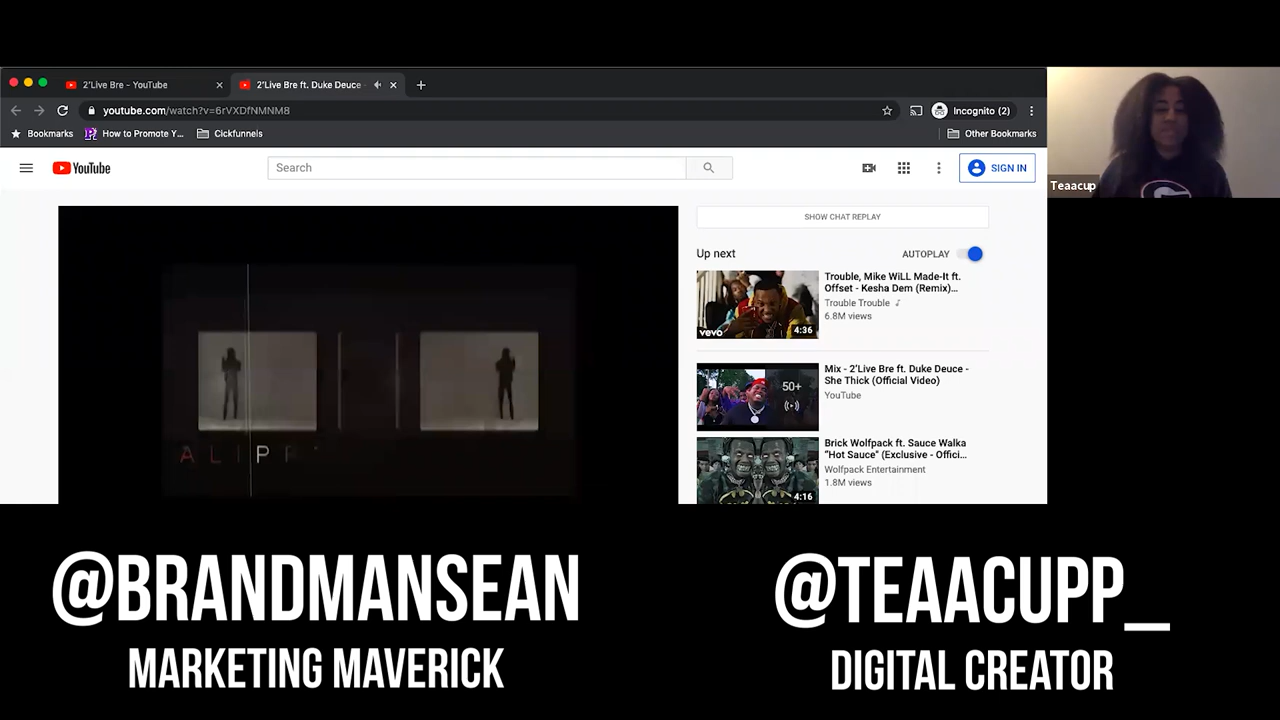 2'Live Bre - YouTube
2'Live Bre ft. Duke Deuce
youtube.com/watch?v=6rVXDfNMNM8
Incognito (2)
Bookmarks
How to Promote Y...
Clickfunnels
Other Bookmarks
YouTube
Search
SIGN IN
Teaacup
SHOW CHAT REPLAY
Up next
AUTOPLAY
Trouble, Mike WiLL Made-It ft.
Offset - Kesha Dem (Remix)...
Trouble Trouble
6.8M views
vevo
4:36
Mix - 2'Live Bre ft. Duke Deuce -
She Thick (Official Video)
YouTube
50+
Brick Wolfpack ft. Sauce Walka
"Hot Sauce" (Exclusive - Offici...
Wolfpack Entertainment
1.8M views
4:16
@BRANDMANSEAN
MARKETING MAVERICK
@TEAACUPP_
DIGITAL CREATOR